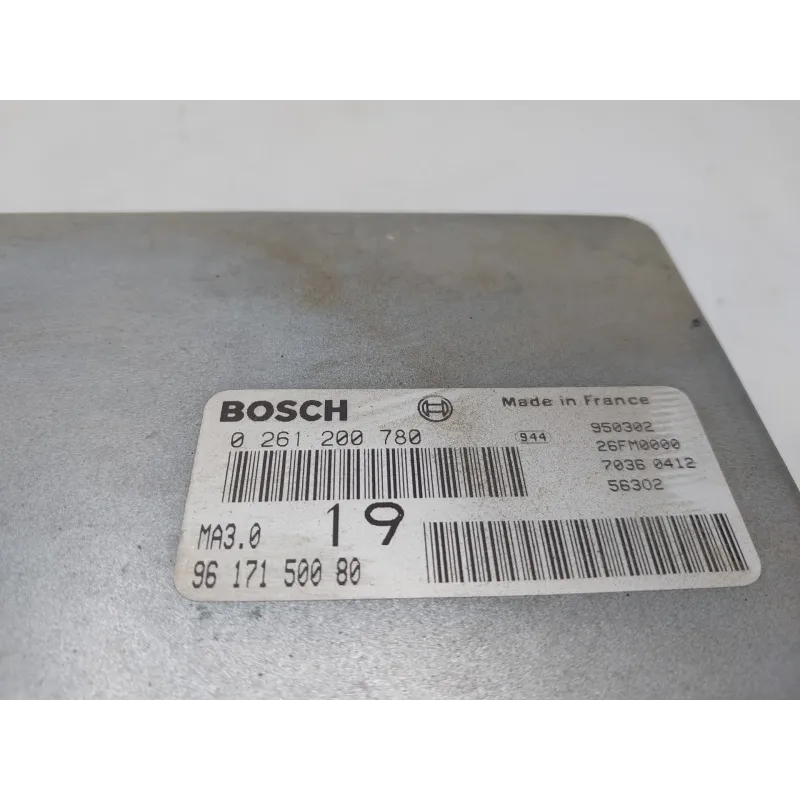 BOSCH Made in France
0 261 200 780 944 950302
26FM0000
7036 0412
56302
MA3.0 19
96 171 500 80